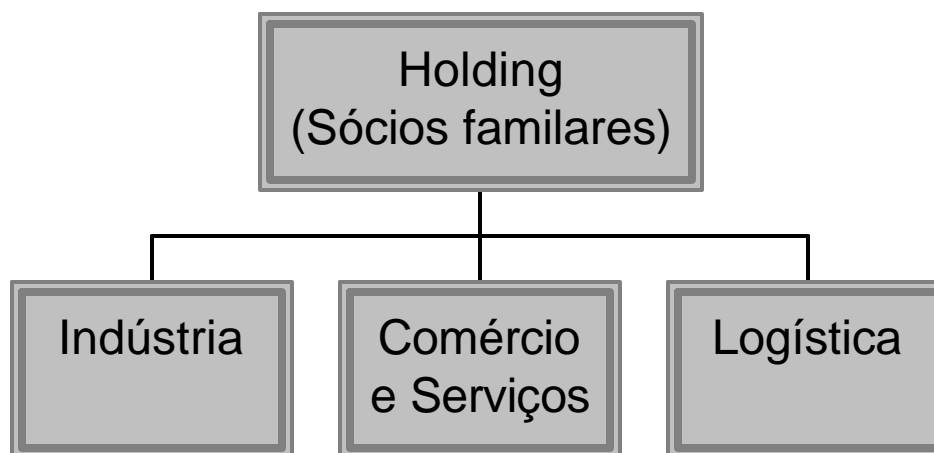 Holding
(Sócios familares)
Indústria
Comércio
e Serviços
Logística